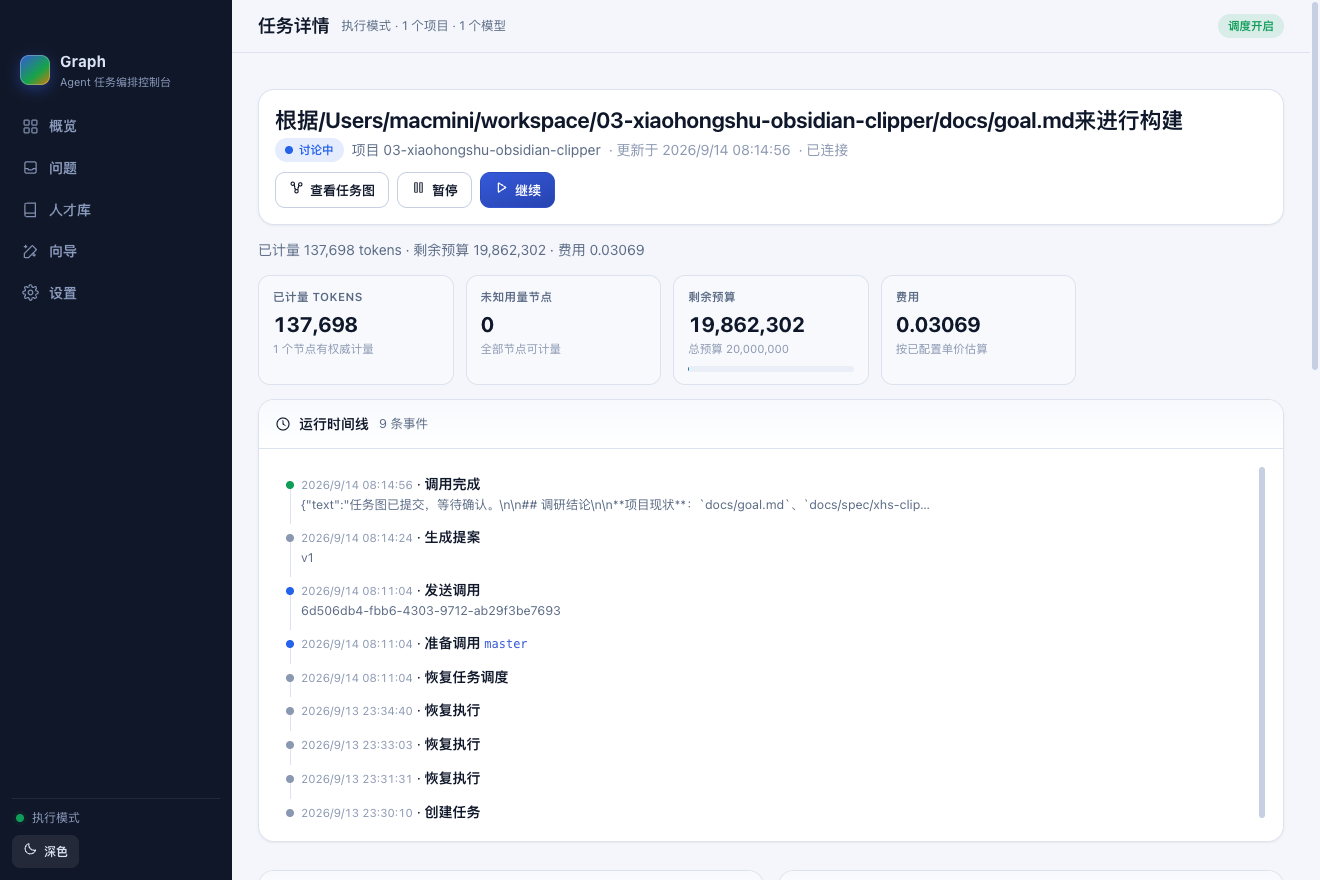 任务详情 执行模式 · 1 个项目 · 1 个模型
调度开启
Graph
Agent 任务编排控制台
概览
问题
人才库
向导
设置
执行模式
深色
根据/Users/macmini/workspace/03-xiaohongshu-obsidian-clipper/docs/goal.md来进行构建
讨论中 项目 03-xiaohongshu-obsidian-clipper · 更新于 2026/9/14 08:14:56 · 已连接
查看任务图 暂停 继续
已计量 137,698 tokens · 剩余预算 19,862,302 · 费用 0.03069
已计量 TOKENS
137,698
1 个节点有权威计量
未知用量节点
0
全部节点可计量
剩余预算
19,862,302
总预算 20,000,000
费用
0.03069
按已配置单价估算
运行时间线 9 条事件
2026/9/14 08:14:56 · 调用完成
{"text":"任务图已提交，等待确认。\n\n## 调研结论\n\n**项目现状**：`docs/goal.md`、`docs/spec/xhs-clip...
2026/9/14 08:14:24 · 生成提案
v1
2026/9/14 08:11:04 · 发送调用
6d506db4-fbb6-4303-9712-ab29f3be7693
2026/9/14 08:11:04 · 准备调用 master
2026/9/14 08:11:04 · 恢复任务调度
2026/9/13 23:34:40 · 恢复执行
2026/9/13 23:33:03 · 恢复执行
2026/9/13 23:31:31 · 恢复执行
2026/9/13 23:30:10 · 创建任务